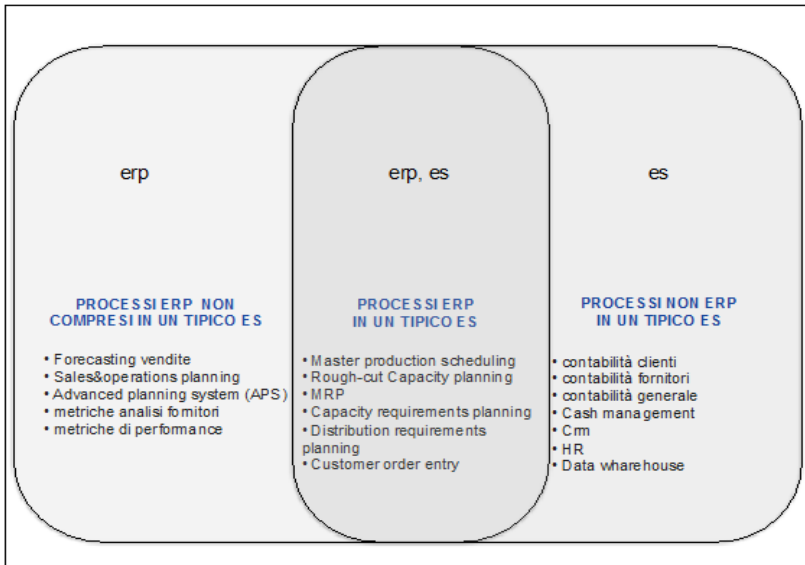 erp
erp, es
es
PROCESSI ERP NON
COMPRESI IN UN TIPICO ES
• Forecasting vendite
• Sales&operations planning
• Advanced planning system (APS)
• metriche analisi fornitori
• metriche di performance
PROCESSI ERP
IN UN TIPICO ES
• Master production scheduling
• Rough-cut Capacity planning
• MRP
• Capacity requirements planning
• Distribution requirements
planning
• Customer order entry
PROCESSI NON ERP
IN UN TIPICO ES
• contabilità clienti
• contabilità fornitori
• contabilità generale
• Cash management
• Crm
• HR
• Data wharehouse